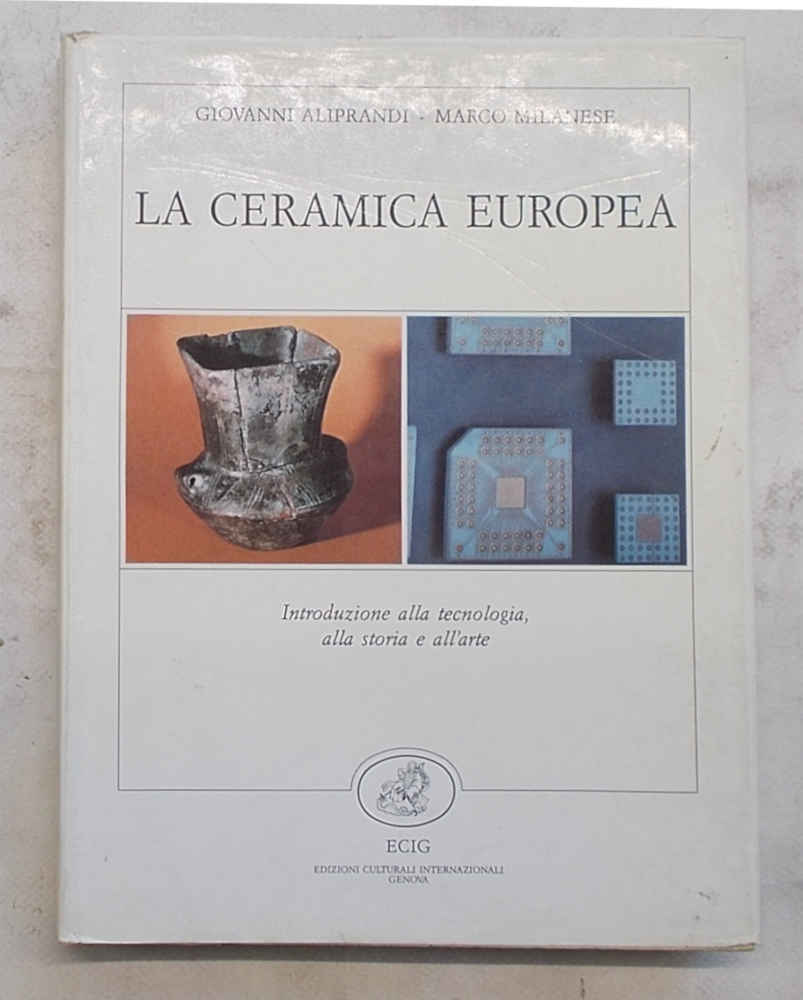 GIOVANNI ALIPRANDI - MARCO MILANESE
LA CERAMICA EUROPEA
Introduzione alla tecnologia,
alla storia e all'arte
ECIG
EDIZIONI CULTURALI INTERNAZIONALI
GENOVA